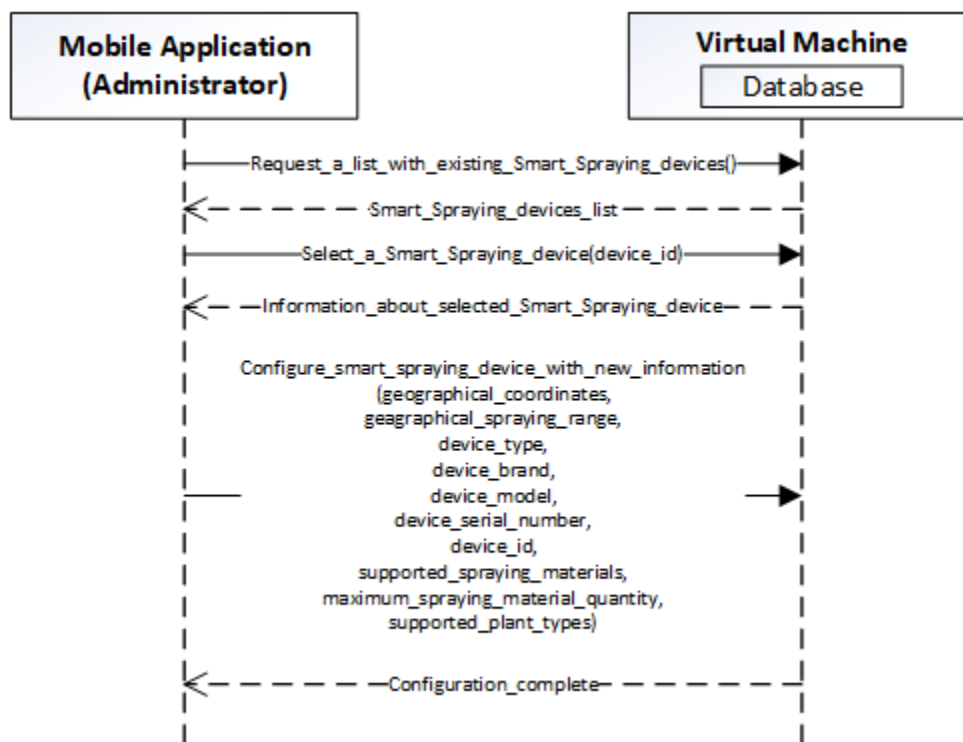 Mobile Application
(Administrator)
Virtual Machine
Database
Request_a_list_with_existing_Smart_Spraying_devices()
Smart_Spraying_devices_list
Select_a_Smart_Spraying_device(device_id)
Information_about_selected_Smart_Spraying_device
Configure_smart_spraying_device_with_new_information
(geographical_coordinates,
geagraphical_spraying_range,
device_type,
device_brand,
device_model,
device_serial_number,
device_id,
supported_spraying_materials,
maximum_spraying_material_quantity,
supported_plant_types)
Configuration_complete